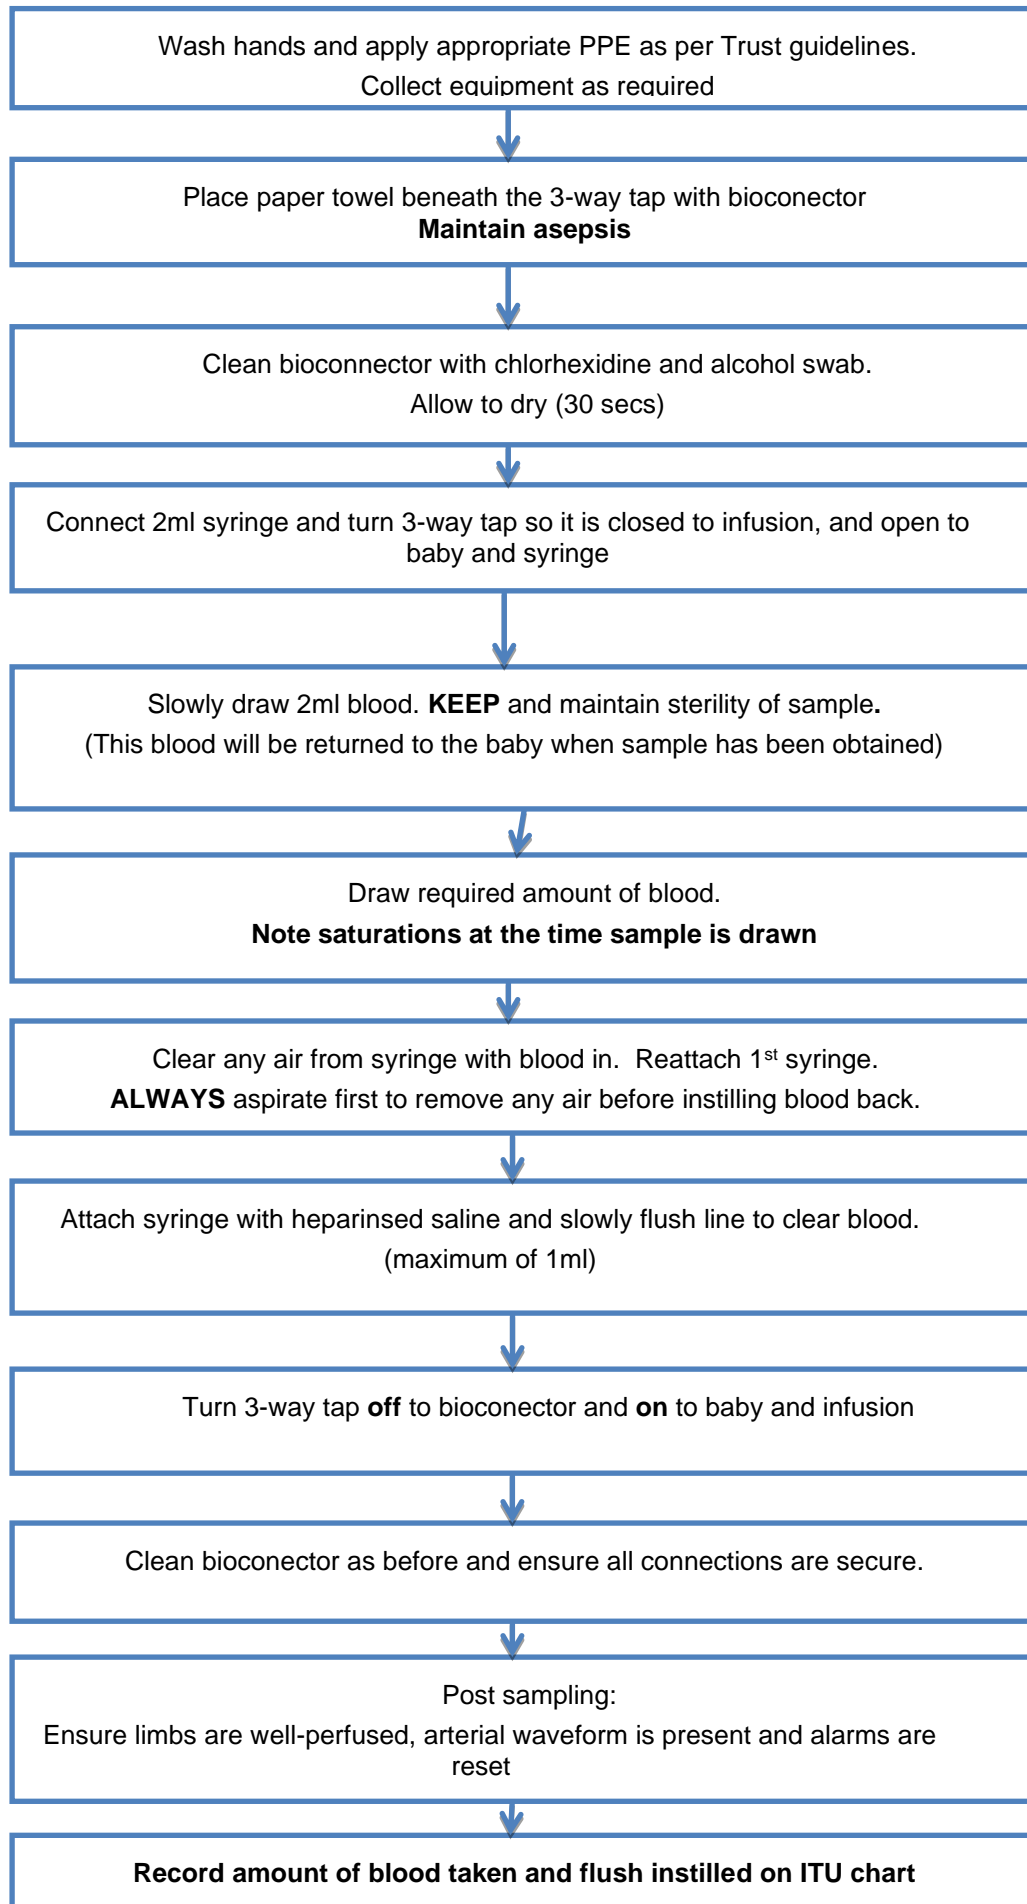 Wash hands and apply appropriate PPE as per Trust guidelines.
Collect equipment as required
Place paper towel beneath the 3-way tap with bioconector
Maintain asepsis
Clean bioconnector with chlorhexidine and alcohol swab.
Allow to dry (30 secs)
Connect 2ml syringe and turn 3-way tap so it is closed to infusion, and open to
baby and syringe
Slowly draw 2ml blood. KEEP and maintain sterility of sample.
(This blood will be returned to the baby when sample has been obtained)
Draw required amount of blood.
Note saturations at the time sample is drawn
Clear any air from syringe with blood in.  Reattach 1st syringe.
ALWAYS aspirate first to remove any air before instilling blood back.
Attach syringe with heparinsed saline and slowly flush line to clear blood.
(maximum of 1ml)
Turn 3-way tap off to bioconector and on to baby and infusion
Clean bioconector as before and ensure all connections are secure.
Post sampling:
Ensure limbs are well-perfused, arterial waveform is present and alarms are
reset
Record amount of blood taken and flush instilled on ITU chart